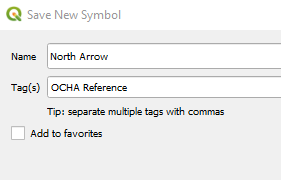 Save New Symbol
Name North Arrow
Tag(s) OCHA Reference
Tip: separate multiple tags with commas
Add to favorites